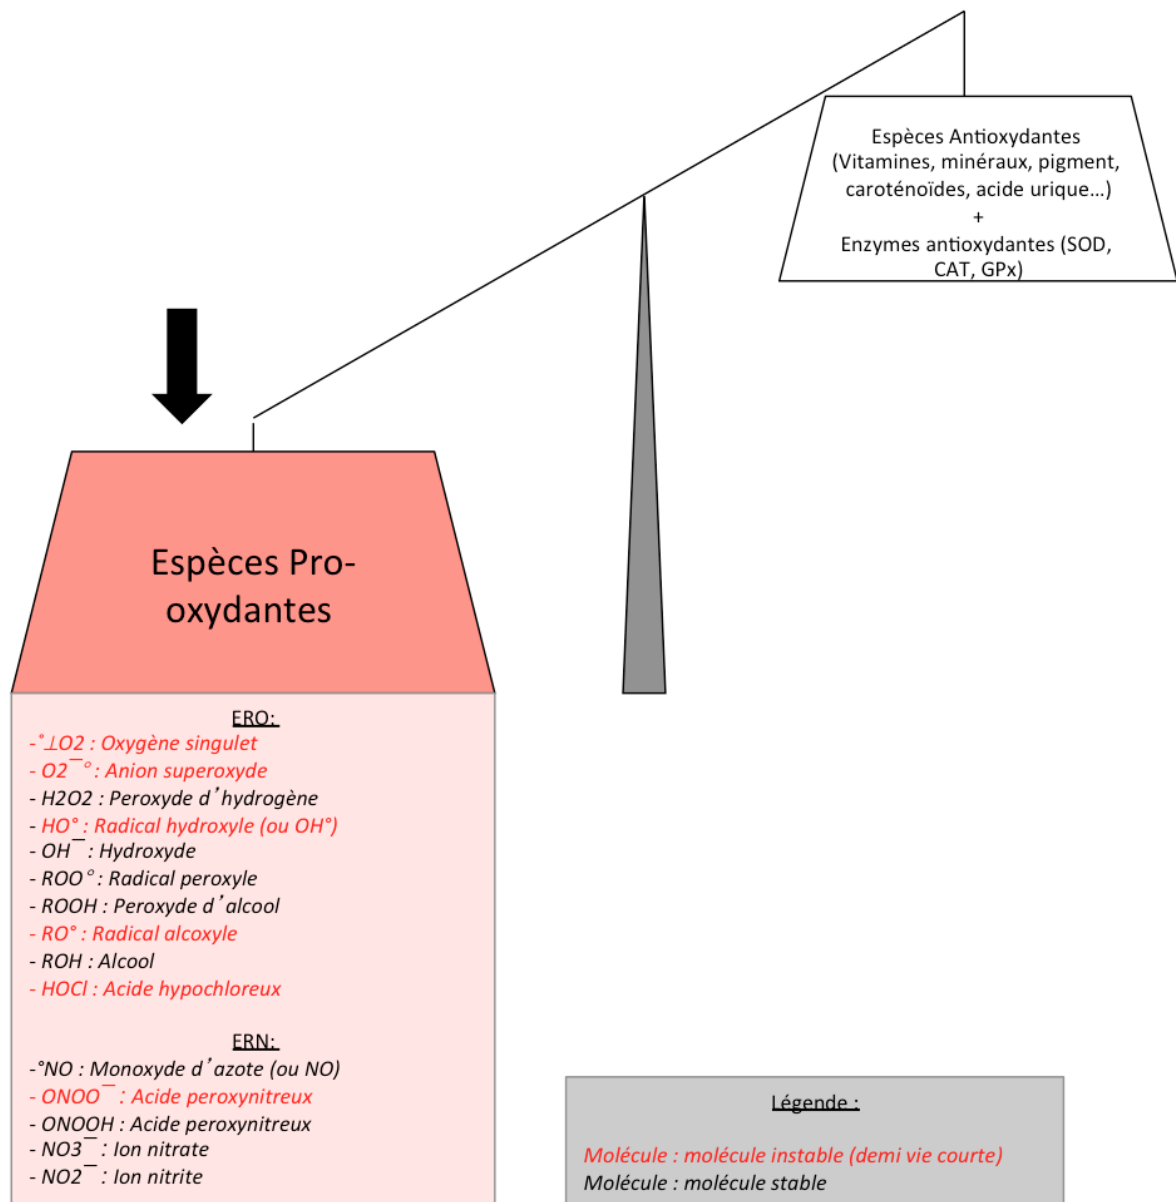 Espèces Antioxydantes
(Vitamines, minéraux, pigment,
caroténoïdes, acide urique…)
+
Enzymes antioxydantes (SOD,
CAT, GPx)
Espèces Pro-
oxydantes
ERO:
-°⊥O2 : Oxygène singulet
- O2¯° : Anion superoxyde
- H2O2 : Peroxyde d’hydrogène
- HO° : Radical hydroxyle (ou OH°)
- OH¯ : Hydroxyde
- ROO° : Radical peroxyle
- ROOH : Peroxyde d’alcool
- RO° : Radical alcoxyle
- ROH : Alcool
- HOCl : Acide hypochloreux
ERN:
-°NO : Monoxyde d’azote (ou NO)
- ONOO¯ : Acide peroxynitreux
- ONOOH : Acide peroxynitreux
- NO3¯ : Ion nitrate
- NO2¯ : Ion nitrite
Légende :
Molécule : molécule instable (demi vie courte)
Molécule : molécule stable